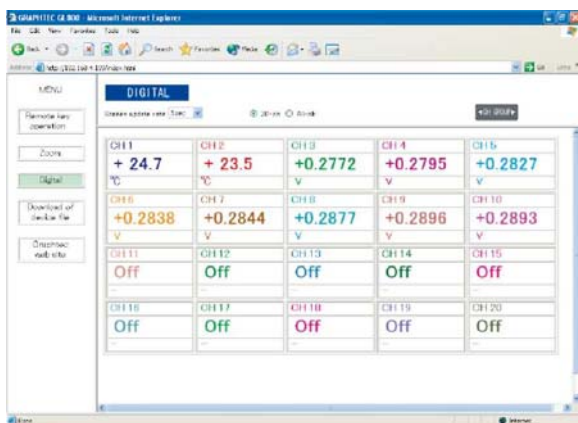 GRAPHTEC GL800 - Microsoft Internet Explorer
File Edit View Favorites Tools Help
Back Search Favorites Media
Address
MENU
DIGITAL
Remote key
operation
Screen update rate
CH GROUP
Zoom
Digital
Download of
device file
Graphtec
web site
CH 1 CH 2 CH 3 CH 4 CH 5
+ 24.7 + 23.5 +0.2772 +0.2795 +0.2827
℃ ℃ V V V
CH 6 CH 7 CH 8 CH 9 CH 10
+0.2838 +0.2844 +0.2877 +0.2896 +0.2893
V V V V V
CH 11 CH 12 CH 13 CH 14 CH 15
Off Off Off Off Off
CH 16 CH 17 CH 18 CH 19 CH 20
Off Off Off Off Off
Internet